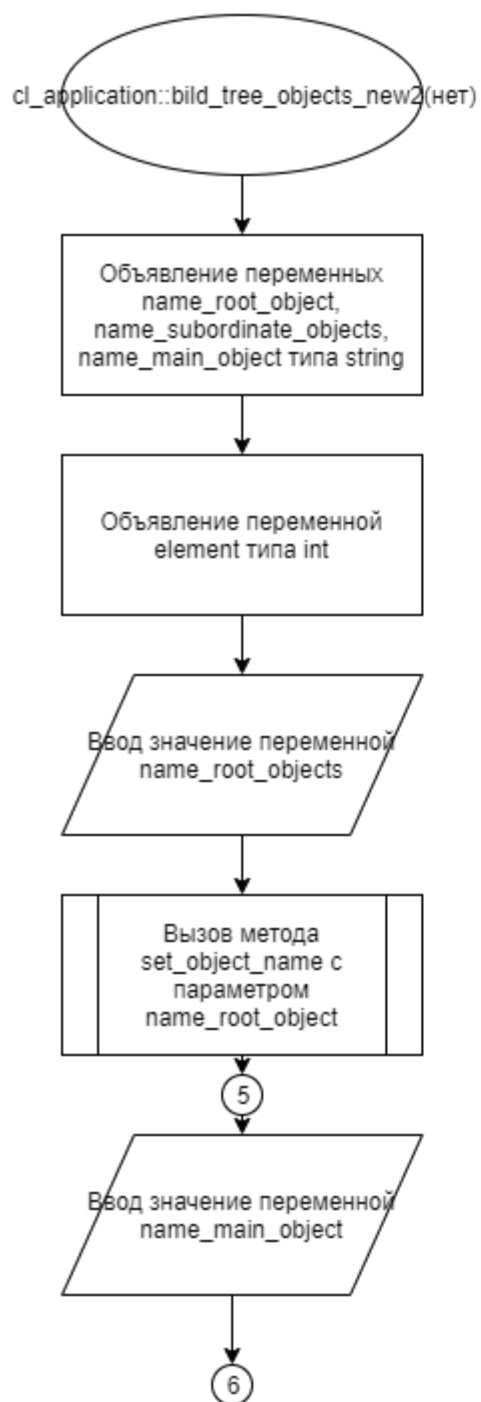 cl_application::bild_tree_objects_new2(нет)
Объявление переменных
name_root_object,
name_subordinate_objects,
name_main_object типа string
Объявление переменной
element типа int
Ввод значение переменной
name_root_objects
Вызов метода
set_object_name с
параметром
name_root_object
5
Ввод значение переменной
name_main_object
6